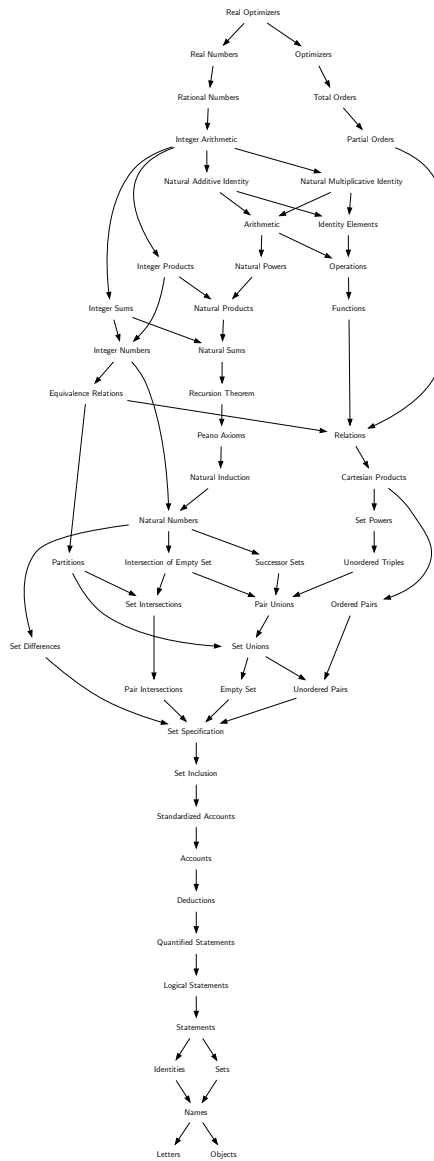 Real Optimizers
Real Numbers
Optimizers
Rational Numbers
Total Orders
Integer Arithmetic
Partial Orders
Natural Additive Identity
Natural Multiplicative Identity
Arithmetic
Identity Elements
Integer Products
Natural Powers
Operations
Integer Sums
Natural Products
Functions
Integer Numbers
Natural Sums
Equivalence Relations
Recursion Theorem
Peano Axioms
Relations
Natural Induction
Cartesian Products
Natural Numbers
Set Powers
Partitions
Intersection of Empty Set
Successor Sets
Unordered Triples
Set Intersections
Pair Unions
Ordered Pairs
Set Differences
Set Unions
Pair Intersections
Empty Set
Unordered Pairs
Set Specification
Set Inclusion
Standardized Accounts
Accounts
Deductions
Quantified Statements
Logical Statements
Statements
Identities
Sets
Names
Letters
Objects